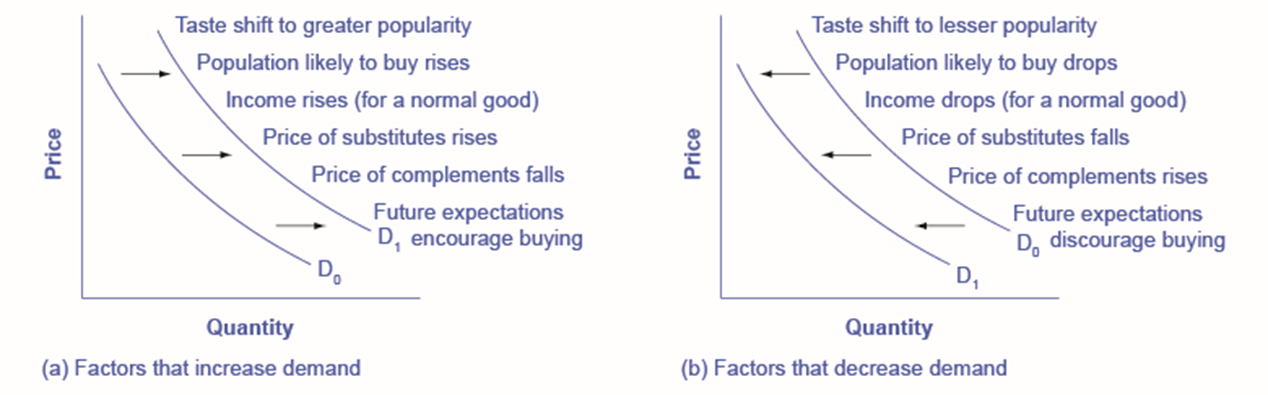 Taste shift to greater popularity
Population likely to buy rises
Income rises (for a normal good)
Price of substitutes rises
Price of complements falls
Future expectations
D₁ encourage buying
D₀
Price
Quantity
(a) Factors that increase demand
Taste shift to lesser popularity
Population likely to buy drops
Income drops (for a normal good)
Price of substitutes falls
Price of complements rises
Future expectations
D₀ discourage buying
D₁
Price
Quantity
(b) Factors that decrease demand